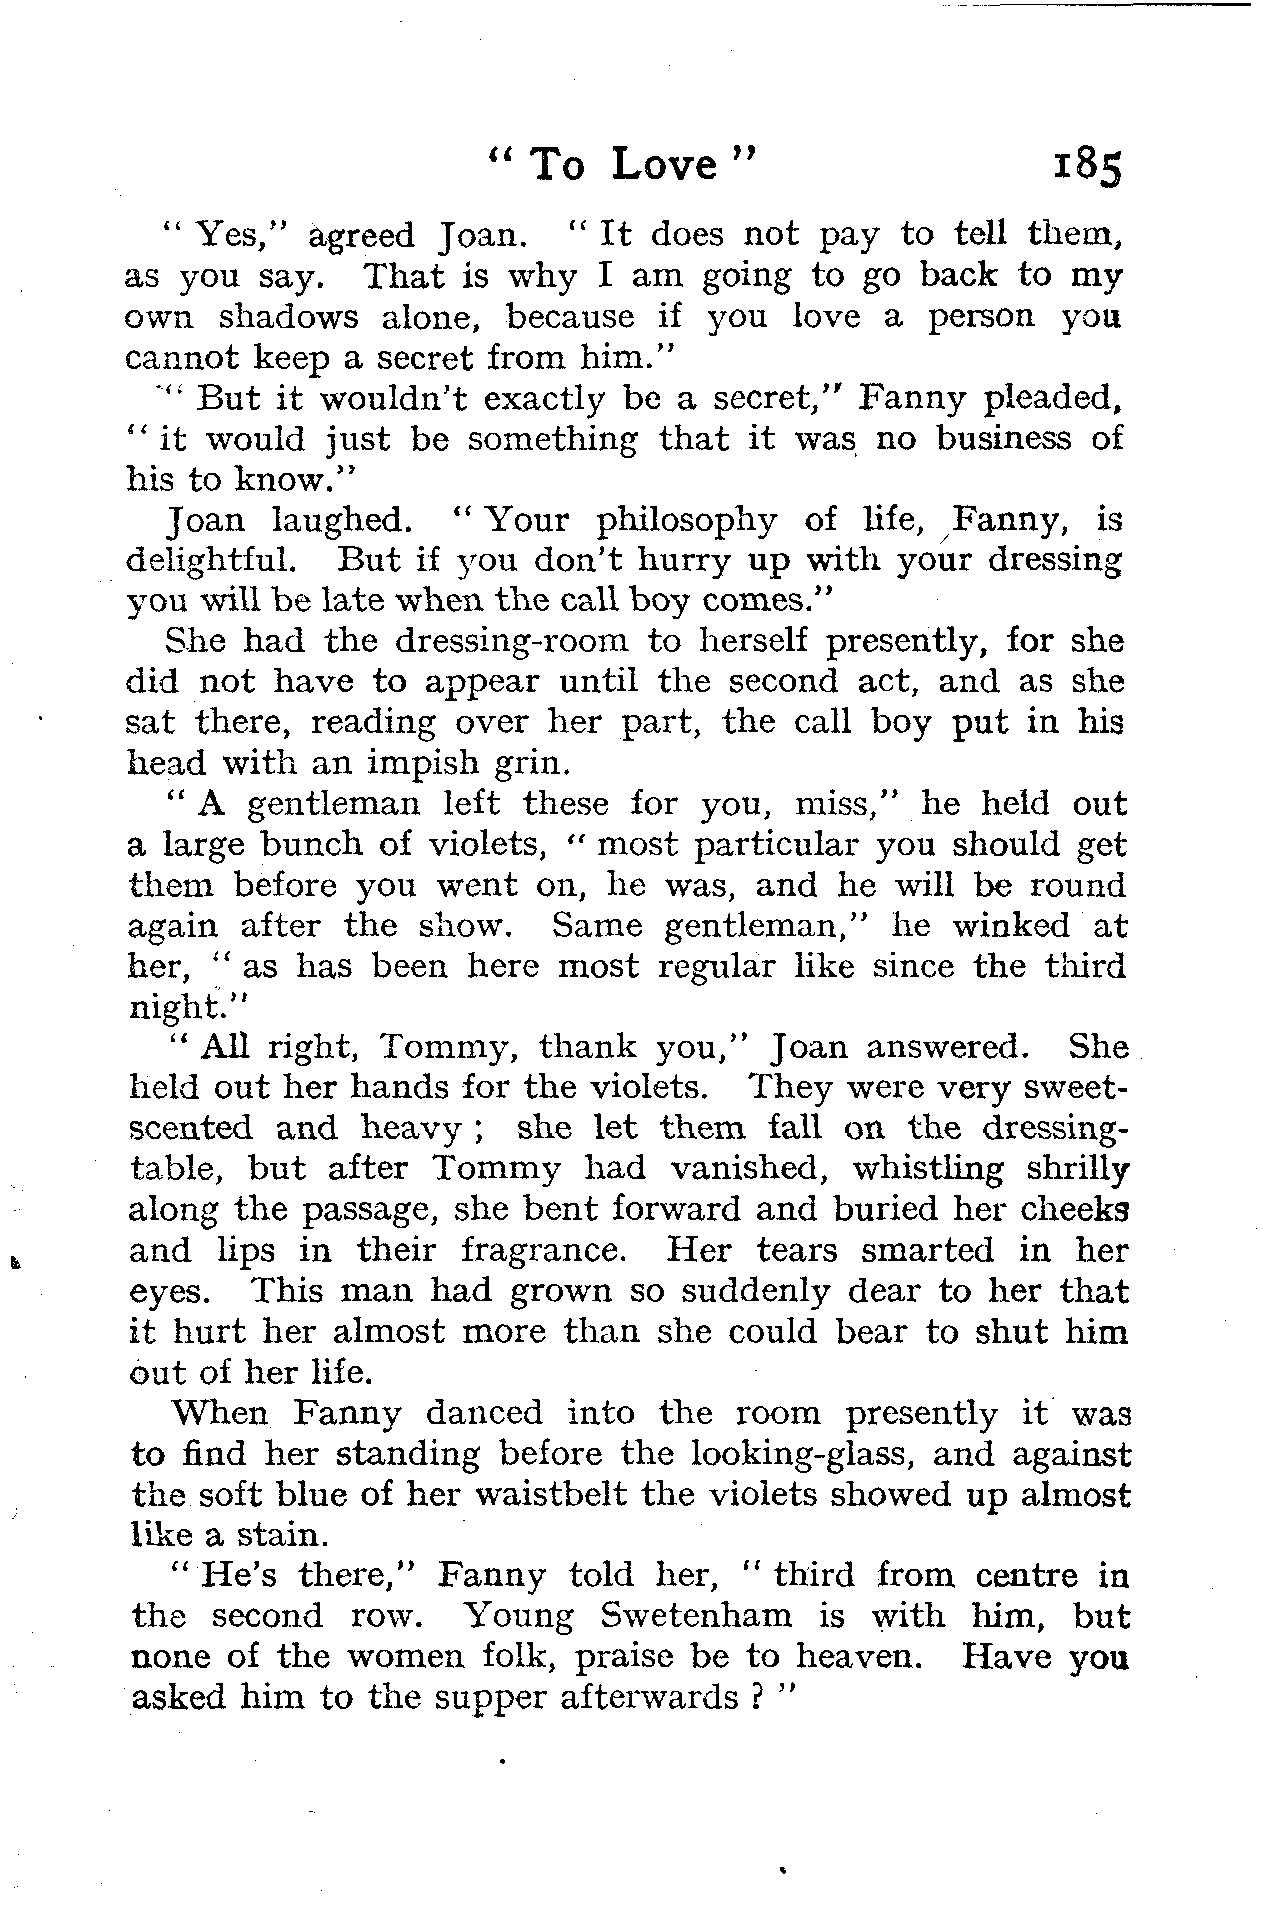 “ To Love ” 185
“ Yes,” agreed Joan. “ It does not pay to tell them,
as you say. That is why I am going to go back to my
own shadows alone, because if you love a person you
cannot keep a secret from him.”
“ But it wouldn't exactly be a secret,” Fanny pleaded,
“ it would just be something that it was no business of
his to know.”
Joan laughed. “ Your philosophy of life, Fanny, is
delightful. But if you don't hurry up with your dressing
you will be late when the call boy comes.”
She had the dressing-room to herself presently, for she
did not have to appear until the second act, and as she
sat there, reading over her part, the call boy put in his
head with an impish grin.
“ A gentleman left these for you, miss,” he held out
a large bunch of violets, “ most particular you should get
them before you went on, he was, and he will be round
again after the show. Same gentleman,” he winked at
her, “ as has been here most regular like since the third
night.”
“ All right, Tommy, thank you,” Joan answered. She
held out her hands for the violets. They were very sweet-
scented and heavy ; she let them fall on the dressing-
table, but after Tommy had vanished, whistling shrilly
along the passage, she bent forward and buried her cheeks
and lips in their fragrance. Her tears smarted in her
eyes. This man had grown so suddenly dear to her that
it hurt her almost more than she could bear to shut him
out of her life.
When Fanny danced into the room presently it was
to find her standing before the looking-glass, and against
the soft blue of her waistbelt the violets showed up almost
like a stain.
“ He's there,” Fanny told her, “ third from centre in
the second row. Young Swetenham is with him, but
none of the women folk, praise be to heaven. Have you
asked him to the supper afterwards ? ”